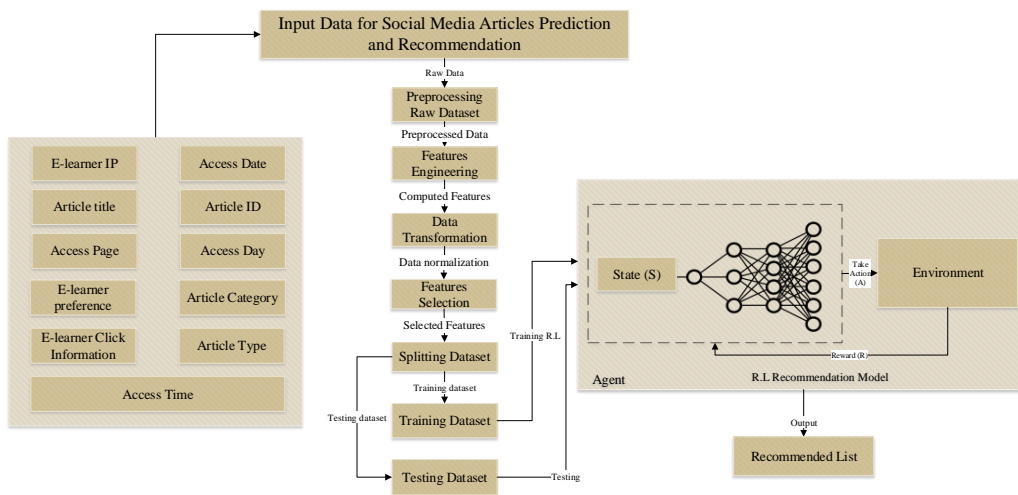 Input Data for Social Media Articles Prediction
and Recommendation
Raw Data
Preprocessing
Raw Dataset
Preprocessed Data
Features
Engineering
Computed Features
Data
Transformation
Data normalization
Features
Selection
Selected Features
Splitting Dataset
Training dataset
Training Dataset
Testing dataset
Testing Dataset
E-learner IP
Access Date
Article title
Article ID
Access Page
Access Day
E-learner
preference
Article Category
E-learner Click
Information
Article Type
Access Time
Training R.L
Testing
State (S)
Take
Action(A)
Environment
Reward (R)
Agent
R.L Recommendation Model
Output
Recommended List